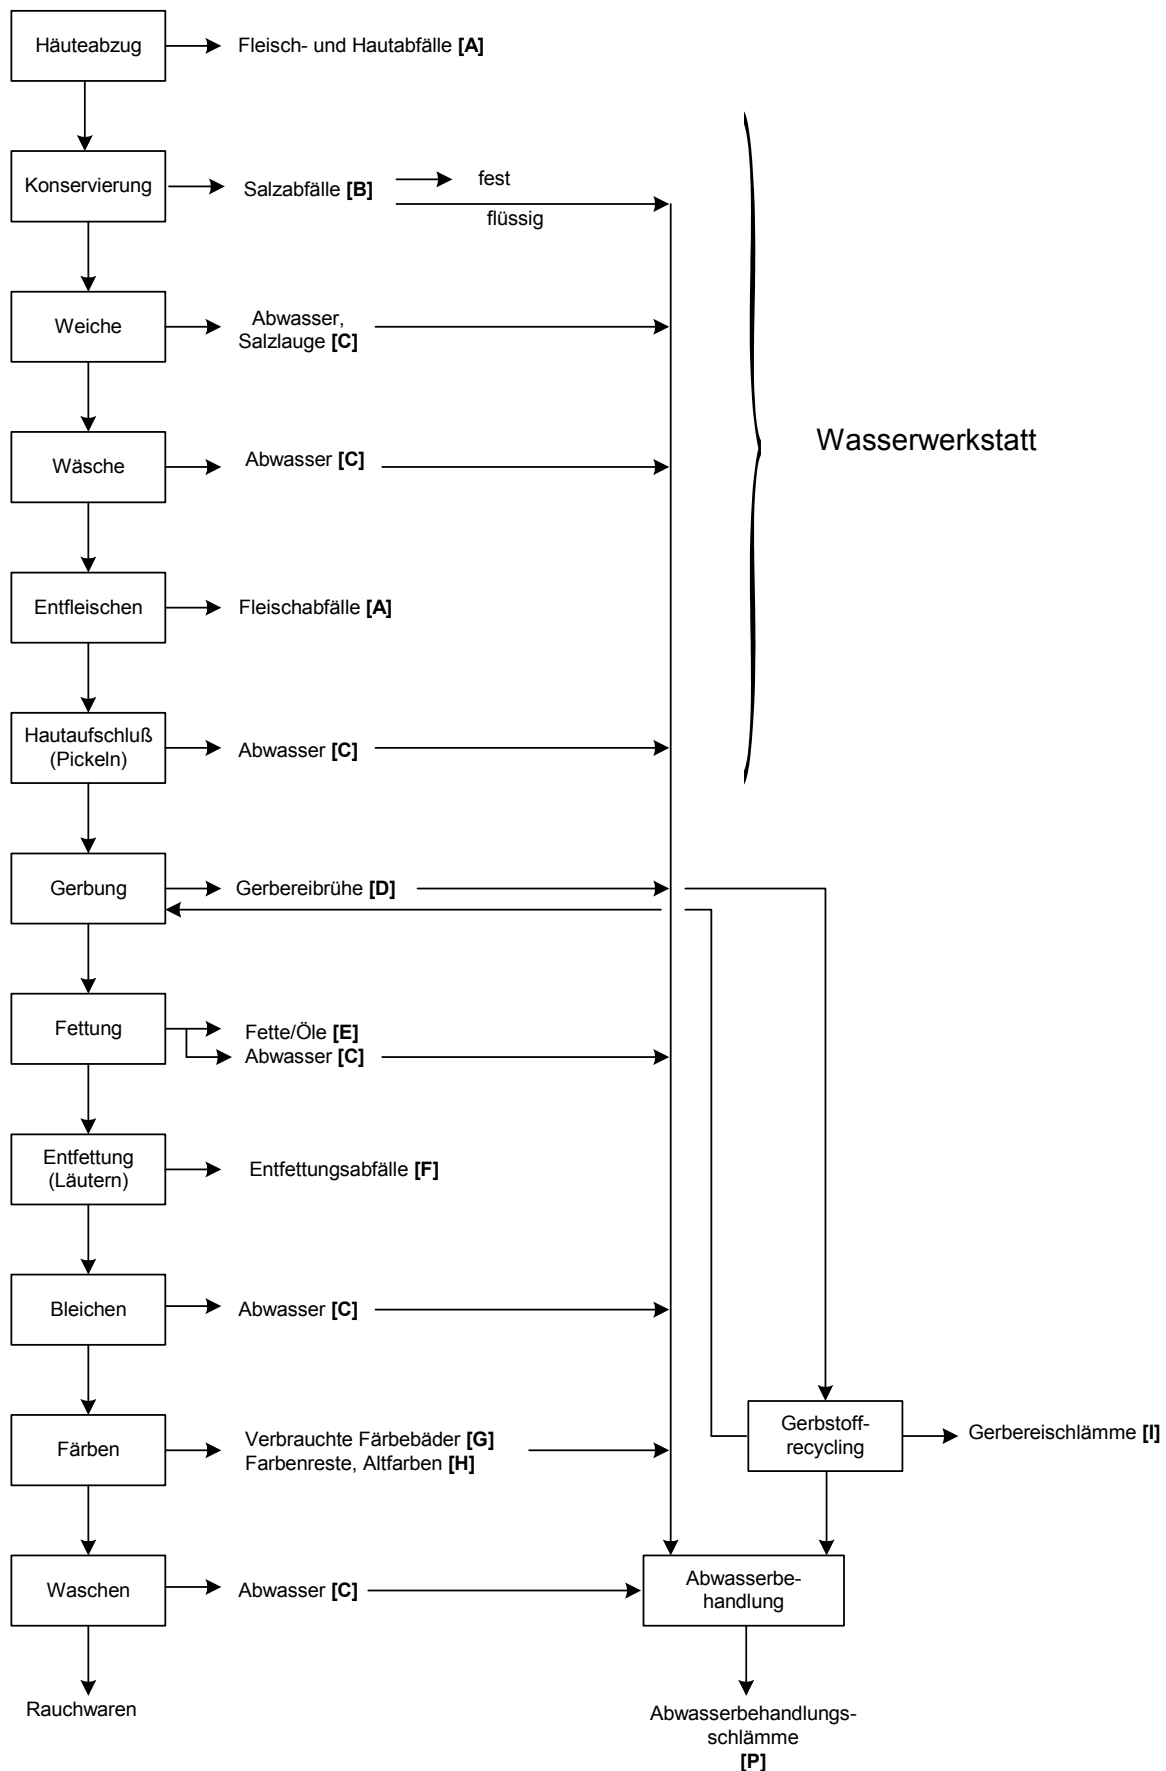 Häuteabzug
Fleisch- und Hautabfälle [A]
Konservierung
Salzabfälle [B]
fest
flüssig
Weiche
Abwasser,
Salzlauge [C]
Wäsche
Abwasser [C]
Wasserwerkstatt
Entfleischen
Fleischabfälle [A]
Hautaufschluß
(Pickeln)
Abwasser [C]
Gerbung
Gerbereibrühe [D]
Fettung
Fette/Öle [E]
Abwasser [C]
Entfettung
(Läutern)
Entfettungsabfälle [F]
Bleichen
Abwasser [C]
Färben
Verbrauchte Färbebäder [G]
Farbenreste, Altfarben [H]
Gerbstoff-
recycling
Gerbereischlämme [I]
Waschen
Abwasser [C]
Abwasserbe-
handlung
Rauchwaren
Abwasserbehandlungs-
schlämme
[P]